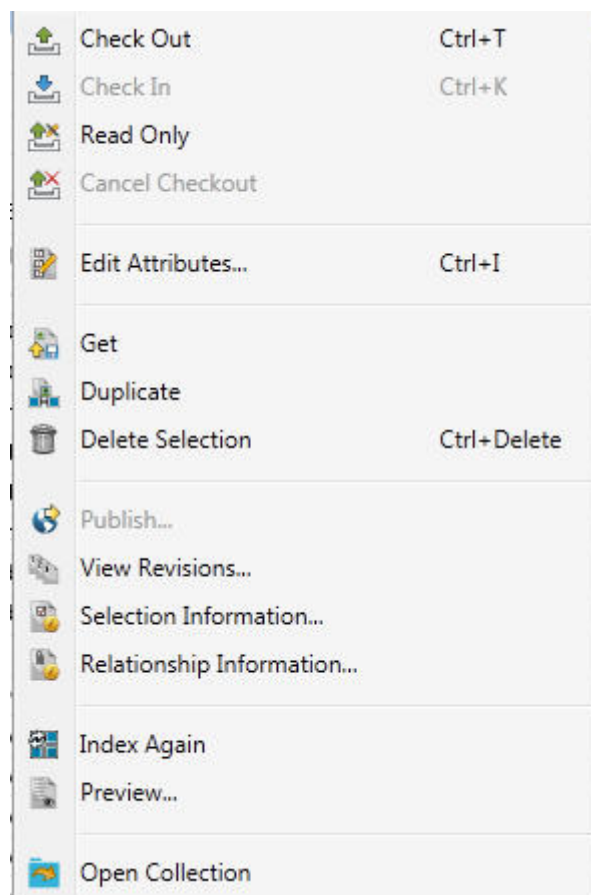 Check Out Ctrl+T
Check In Ctrl+K
Read Only
Cancel Checkout
Edit Attributes... Ctrl+I
Get
Duplicate
Delete Selection Ctrl+Delete
Publish...
View Revisions...
Selection Information...
Relationship Information...
Index Again
Preview...
Open Collection